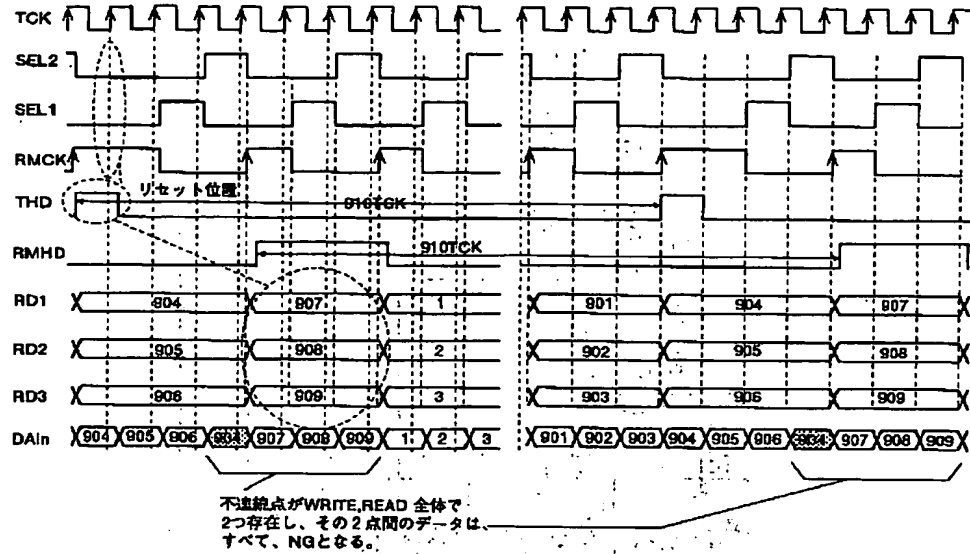 TCK
SEL2
SEL1
RMCK
THD リセット位置 910TCK
RMHD 910TCK
RD1 904 907 1 901 904 907
RD2 905 908 2 902 905 908
RD3 906 909 3 903 906 909
DAIn 904 905 906 904 907 908 909 1 2 3 901 902 903 904 905 906 904 907 908 909
不連続点がWRITE,READ 全体で
2つ存在し、その2点間のデータは、
すべて、NGとなる。